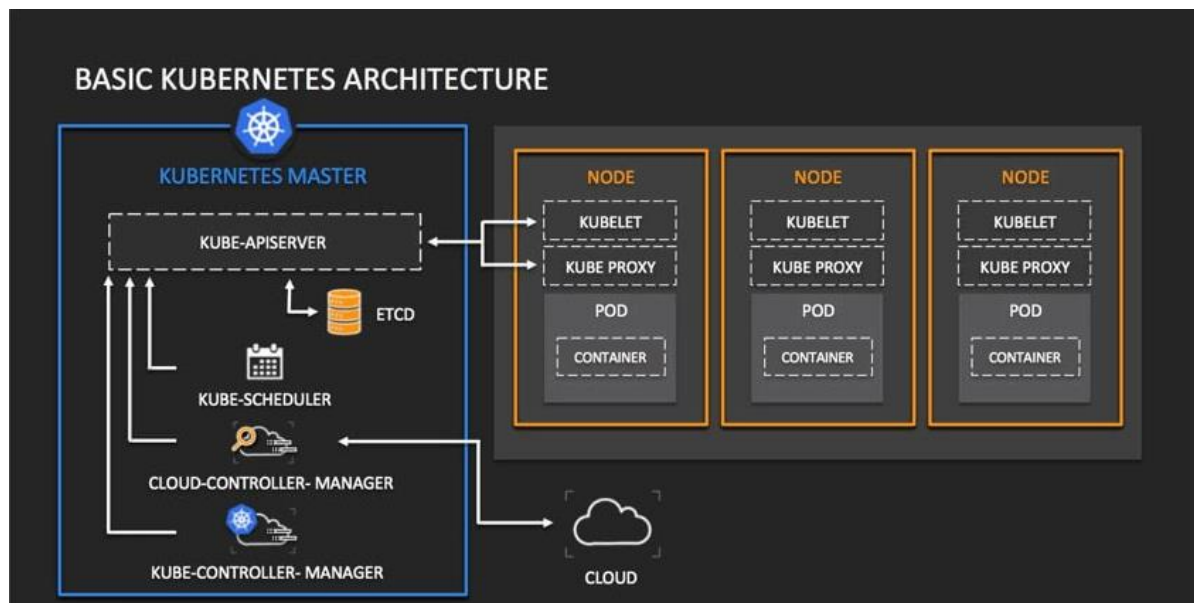 BASIC KUBERNETES ARCHITECTURE
KUBERNETES MASTER
KUBE-APISERVER
ETCD
KUBE-SCHEDULER
CLOUD-CONTROLLER- MANAGER
KUBE-CONTROLLER- MANAGER
NODE
KUBELET
KUBE PROXY
POD
CONTAINER
NODE
KUBELET
KUBE PROXY
POD
CONTAINER
NODE
KUBELET
KUBE PROXY
POD
CONTAINER
CLOUD